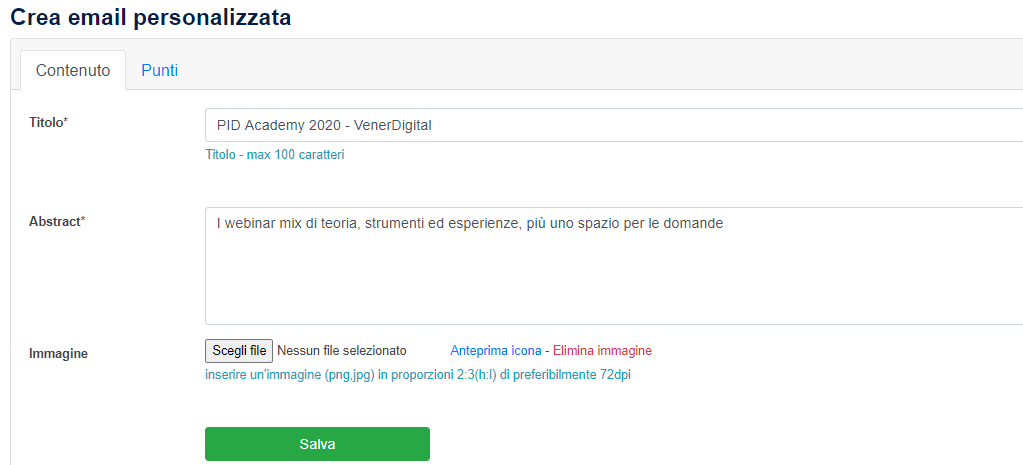 Crea email personalizzata
Contenuto Punti
Titolo* PID Academy 2020 - VenerDigital
Titolo - max 100 caratteri
Abstract* I webinar mix di teoria, strumenti ed esperienze, più uno spazio per le domande
Immagine Scegli file Nessun file selezionato Anteprima icona - Elimina immagine
inserire un'immagine (png,jpg) in proporzioni 2:3(h:l) di preferibilmente 72dpi
Salva